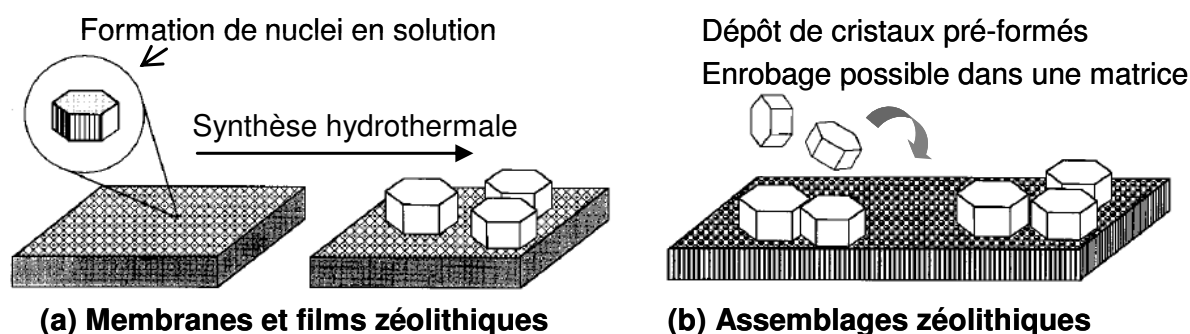 Formation de nuclei en solution
Synthèse hydrothermale
(a) Membranes et films zéolithiques
Dépôt de cristaux pré-formés
Enrobage possible dans une matrice
(b) Assemblages zéolithiques